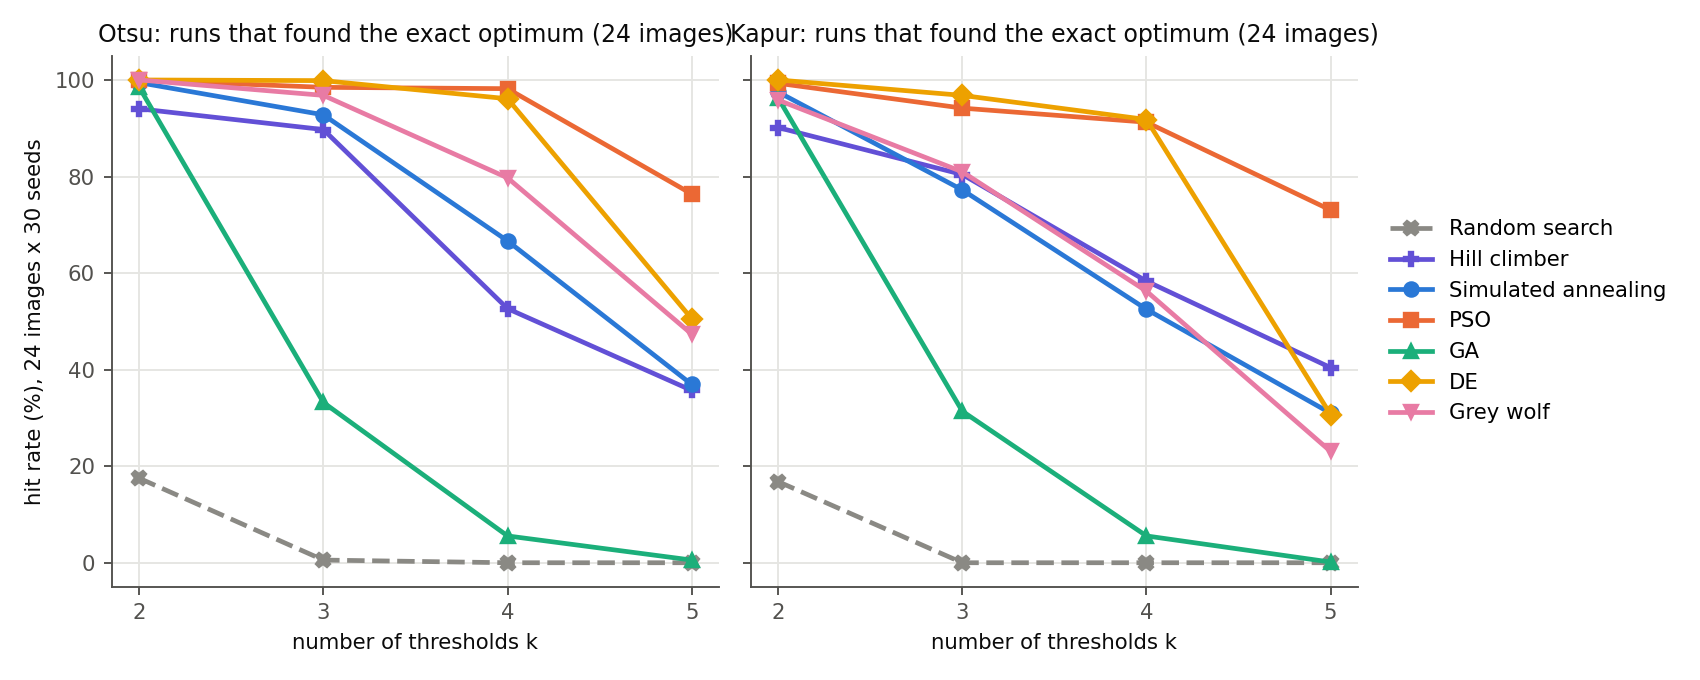 Otsu: runs that found the exact optimum (24 images)
Kapur: runs that found the exact optimum (24 images)
hit rate (%), 24 images x 30 seeds
100
80
60
40
20
0
2
3
4
5
number of thresholds k
2
3
4
5
number of thresholds k
Random search
Hill climber
Simulated annealing
PSO
GA
DE
Grey wolf